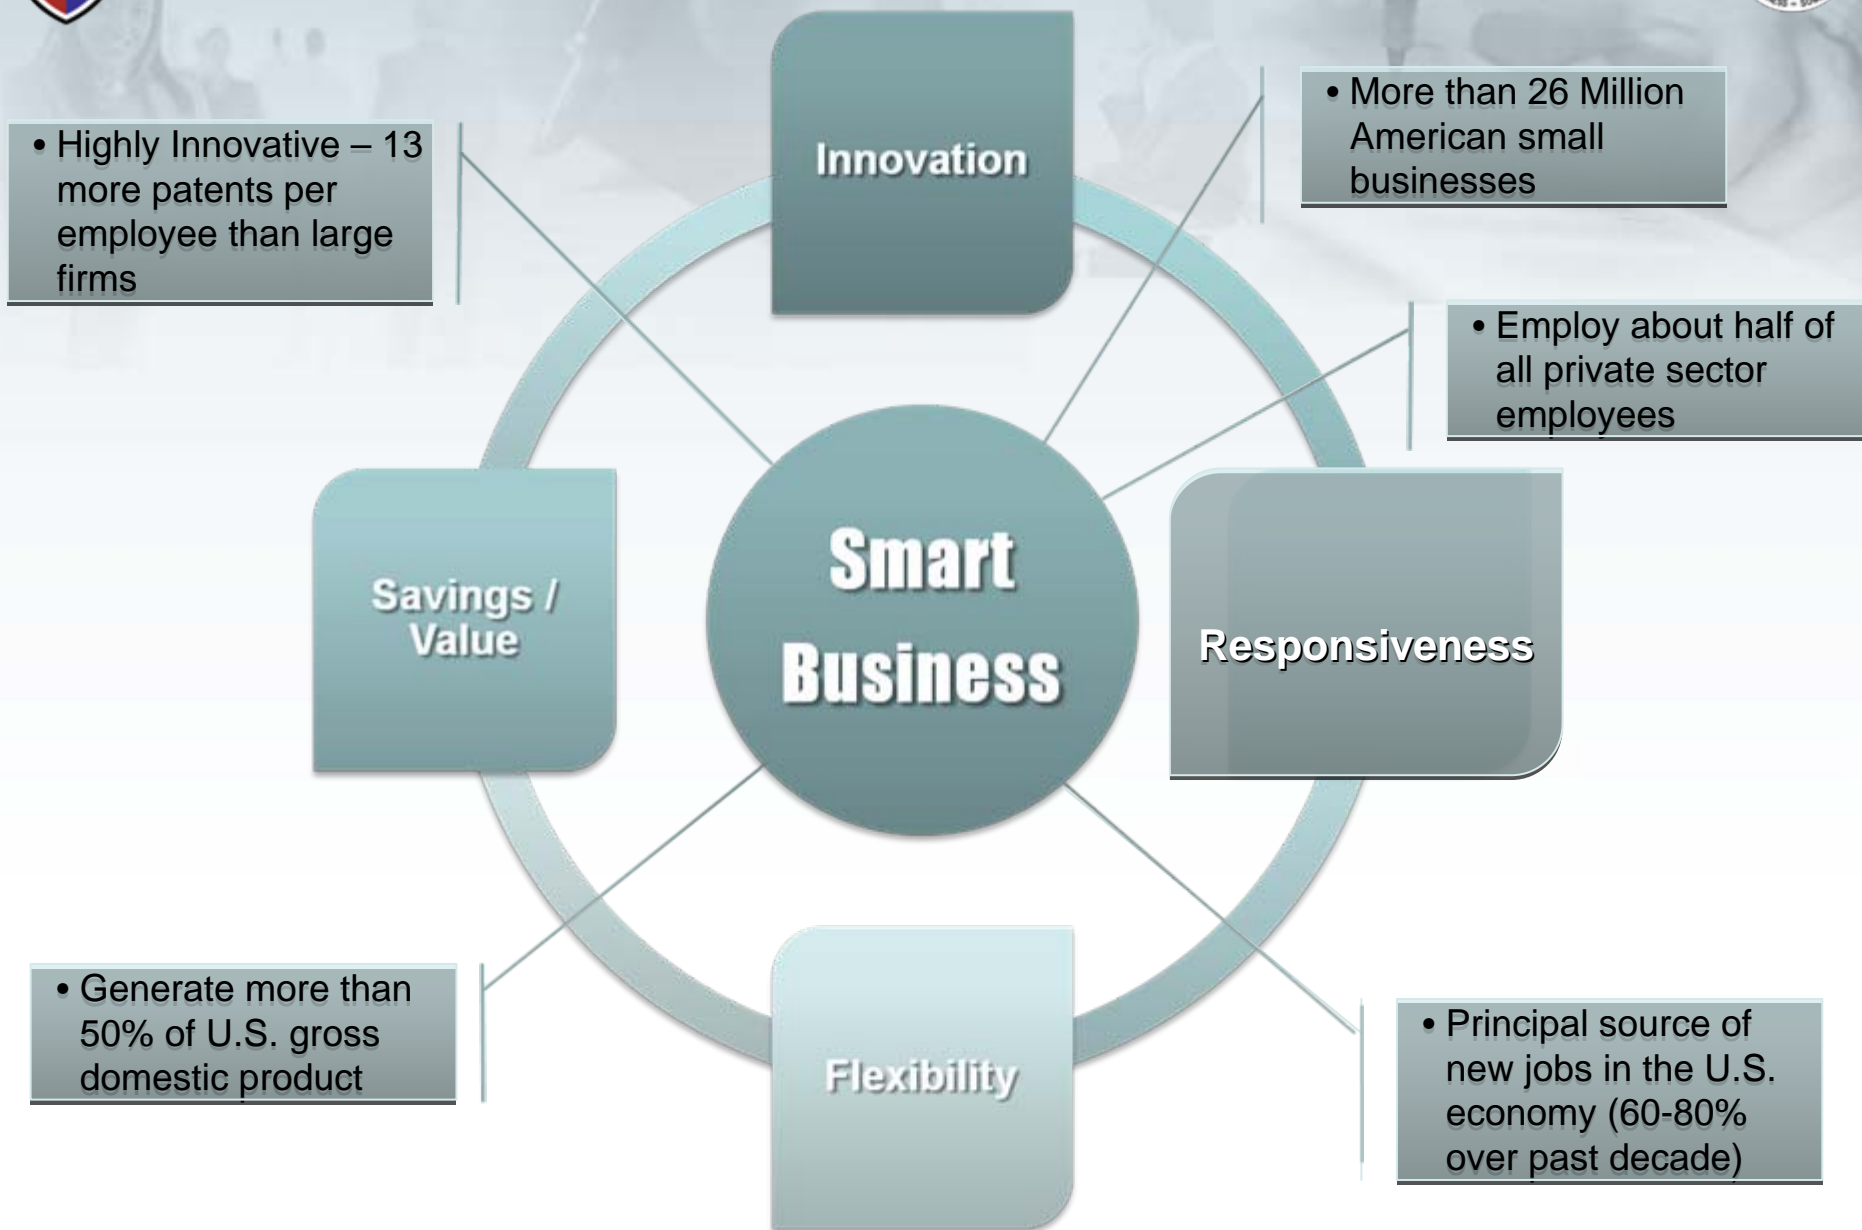 Innovation
• More than 26 Million
American small
businesses
• Highly Innovative – 13
more patents per
employee than large
firms
• Employ about half of
all private sector
employees
Smart
Business
Savings /
Value
Responsiveness
• Generate more than
50% of U.S. gross
domestic product
Flexibility
• Principal source of
new jobs in the U.S.
economy (60-80%
over past decade)